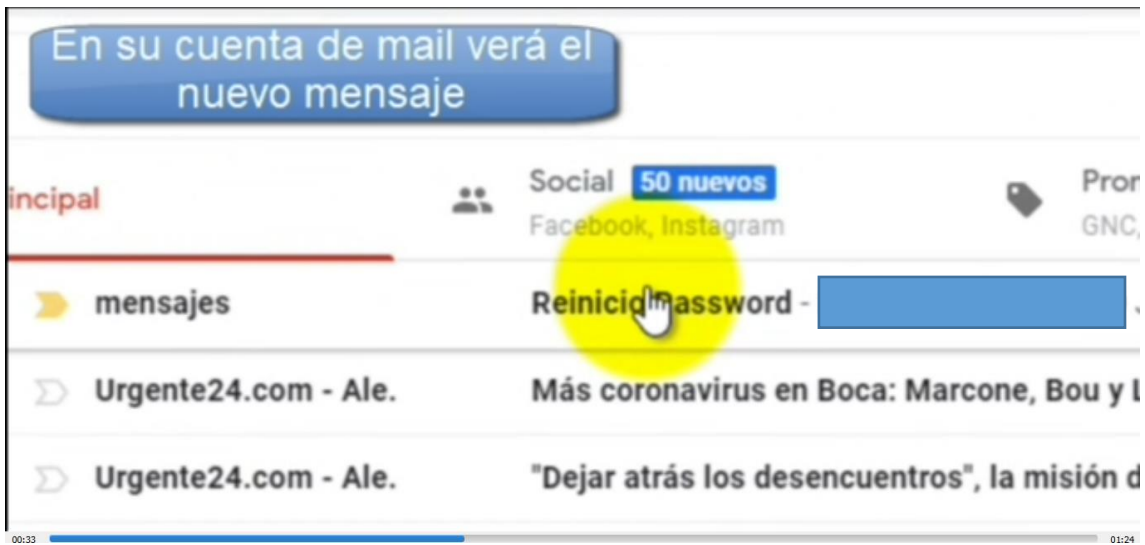 En su cuenta de mail verá el
nuevo mensaje
incipal
Social 50 nuevos
Facebook, Instagram
Pror
GNC,
mensajes Reinicio Password -
Urgente24.com - Ale. Más coronavirus en Boca: Marcone, Bou y L
Urgente24.com - Ale. "Dejar atrás los desencuentros", la misión d
00:33 01:24